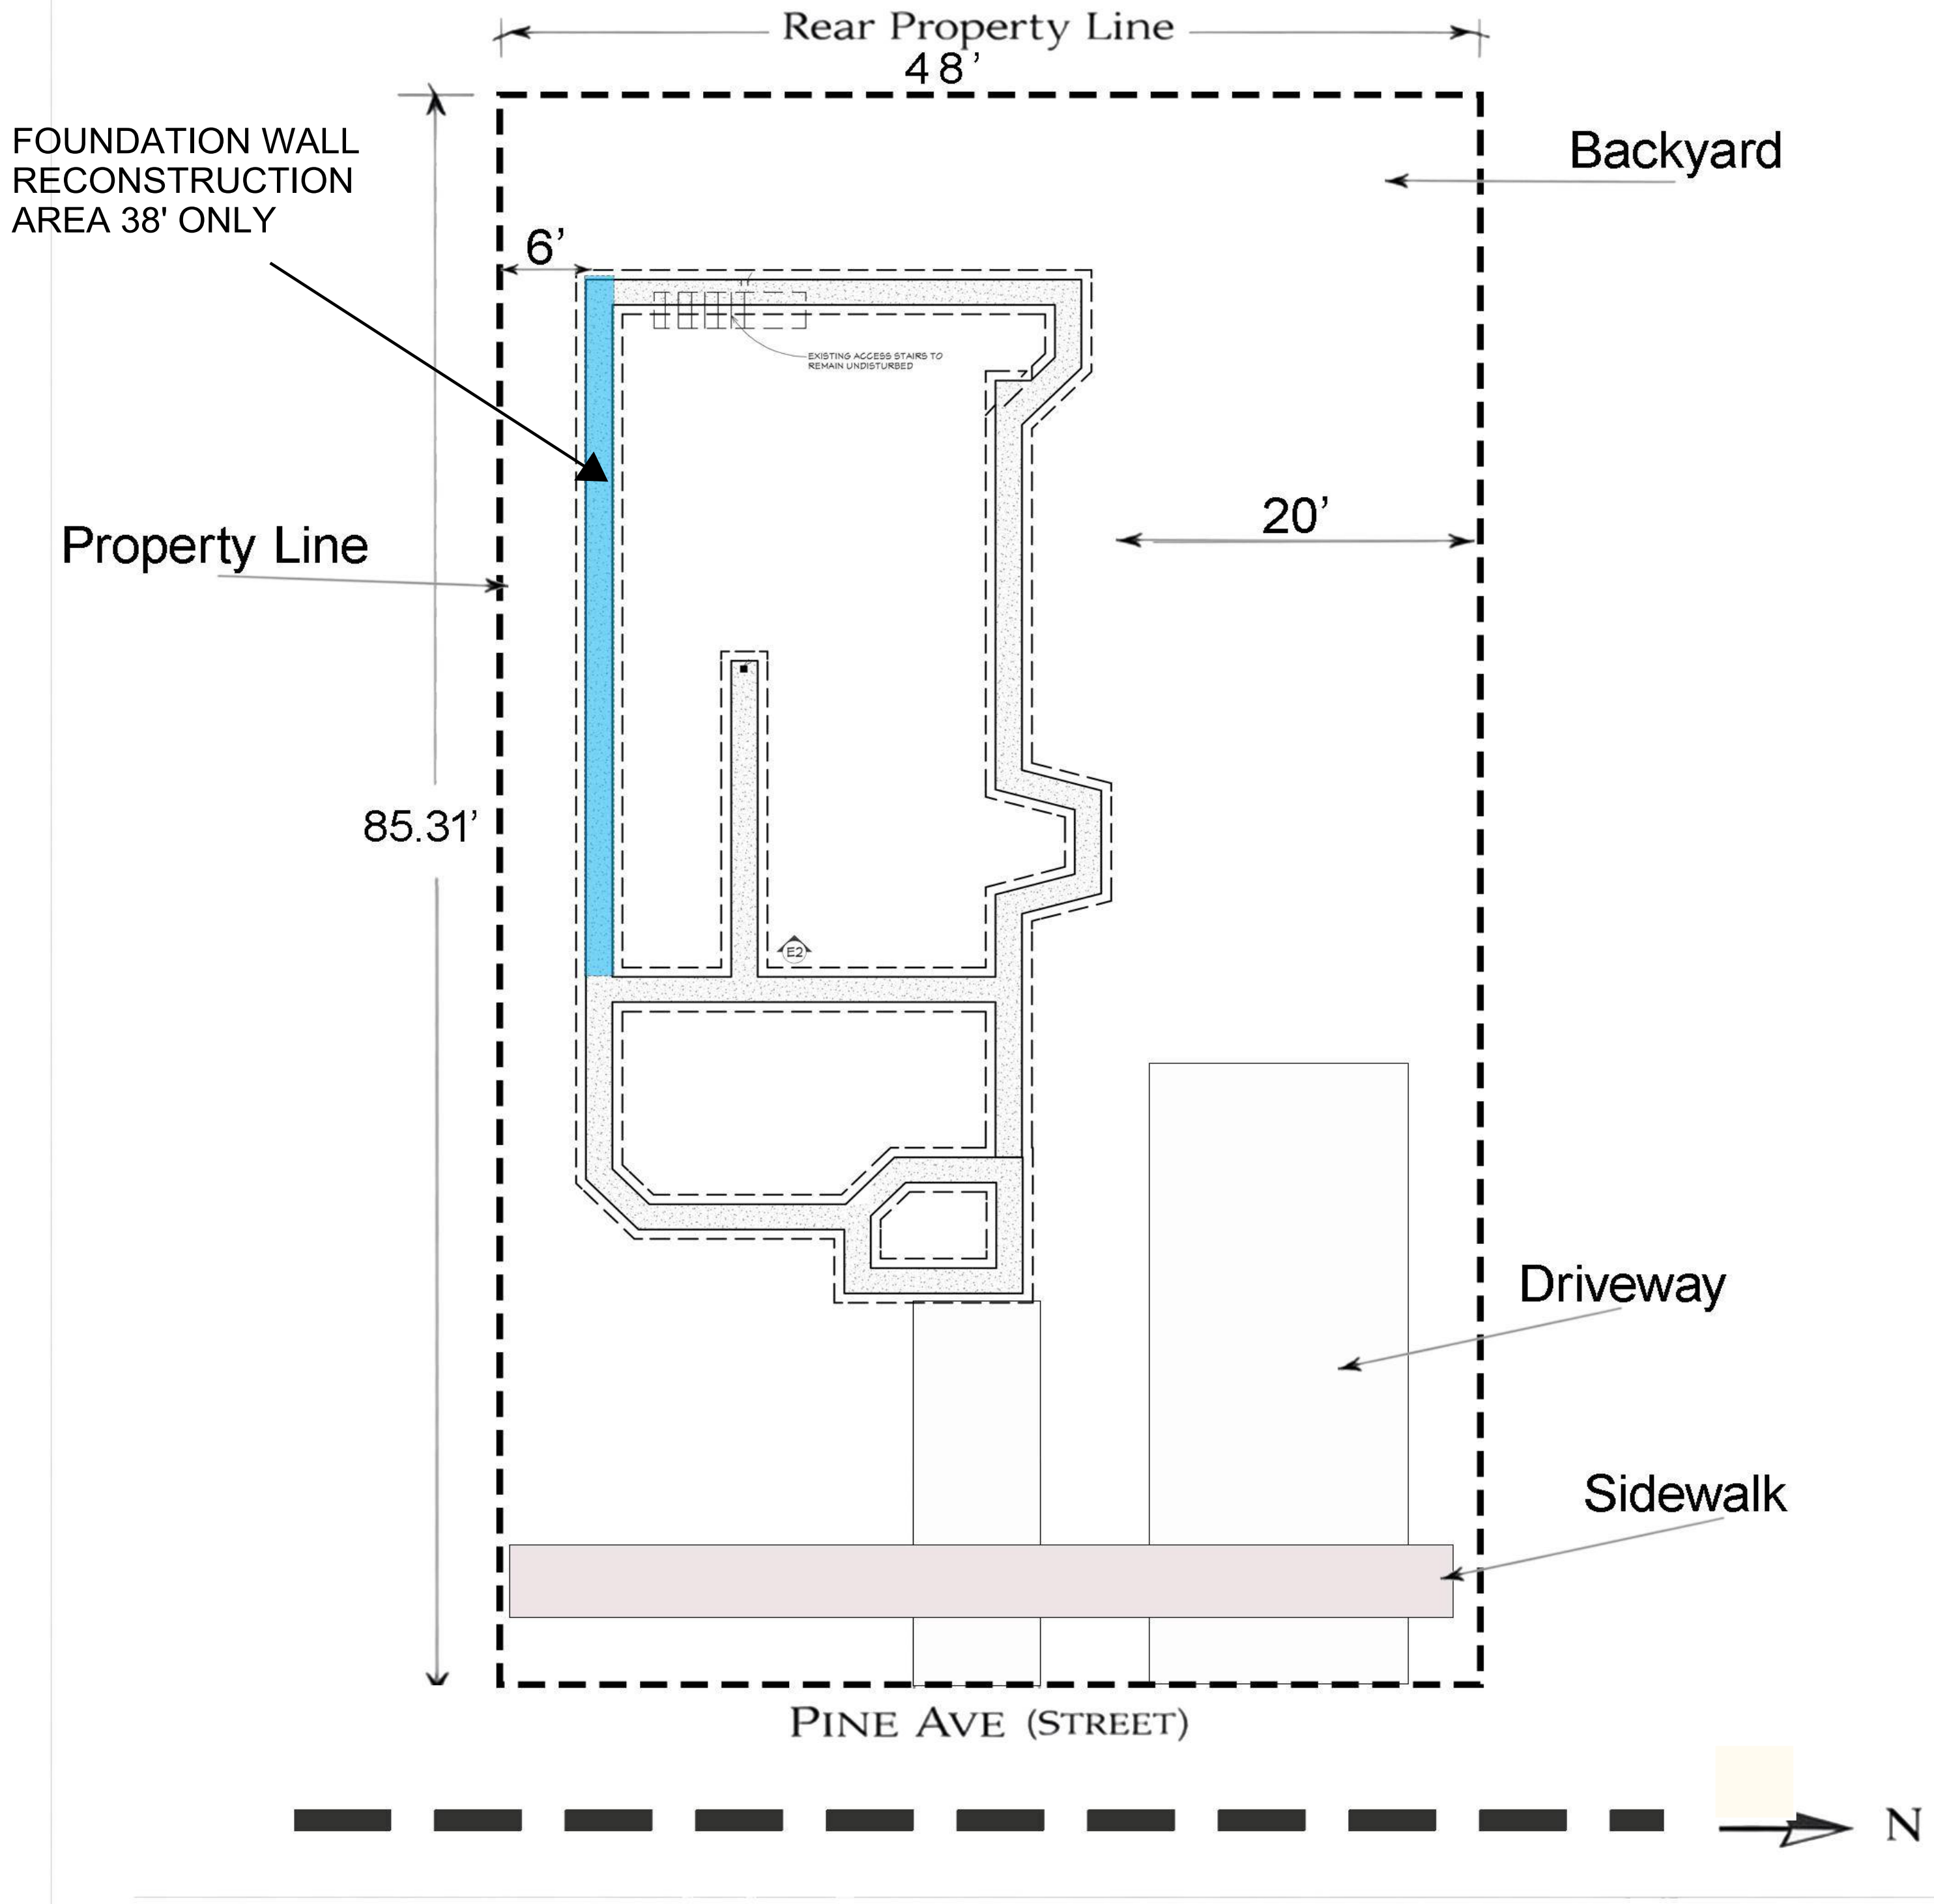 Rear Property Line
48’
FOUNDATION WALL
RECONSTRUCTION
AREA 38' ONLY
Backyard
6’
EXISTING ACCESS STAIRS TO
REMAIN UNDISTURBED
20’
Property Line
85.31’
E2
Driveway
Sidewalk
PINE AVE (STREET)
N